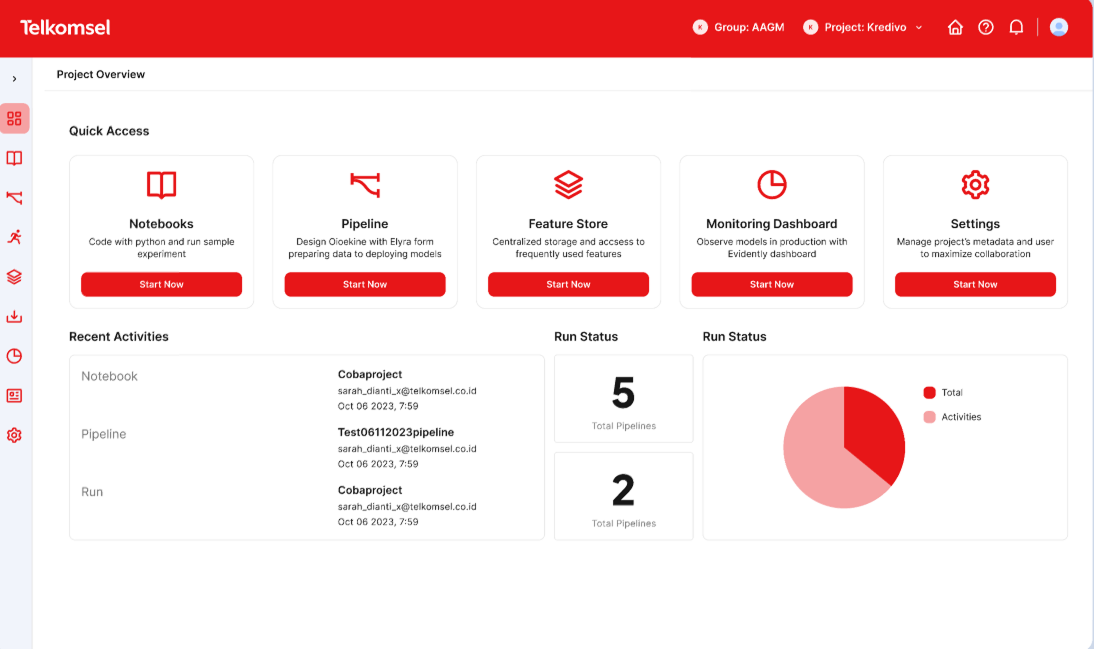 Telkomsel
K Group: AAGM
K Project: Kredivo
Project Overview
Quick Access
Notebooks
Code with python and run sample
experiment
Start Now
Pipeline
Design Oioekine with Elyra form
preparing data to deploying models
Start Now
Feature Store
Centralized storage and accsess to
frequently used features
Start Now
Monitoring Dashboard
Observe models in production with
Evidently dashboard
Start Now
Settings
Manage project's metadata and user
to maximize collaboration
Start Now
Recent Activities
Notebook
Cobaproject
sarah_dianti_x@telkomsel.co.id
Oct 06 2023, 7:59
Pipeline
Test06112023pipeline
sarah_dianti_x@telkomsel.co.id
Oct 06 2023, 7:59
Run
Cobaproject
sarah_dianti_x@telkomsel.co.id
Oct 06 2023, 7:59
Run Status
5
Total Pipelines
2
Total Pipelines
Run Status
Total
Activities